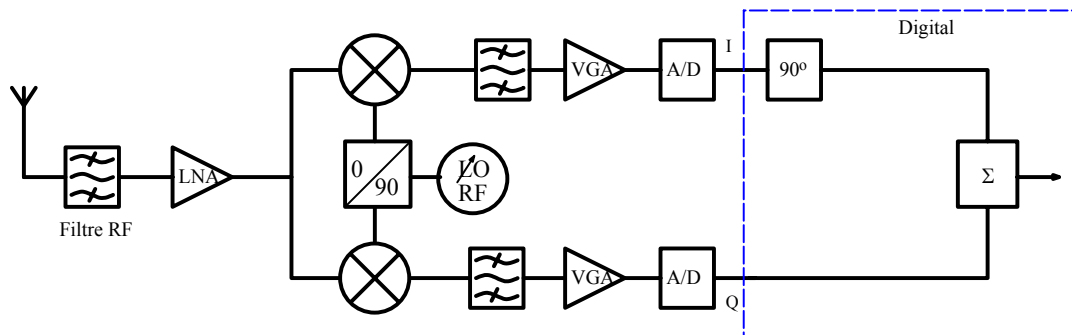 Digital
I
VGA
A/D
90º
0
90
LO
RF
LNA
Σ
Filtre RF
VGA
A/D
Q